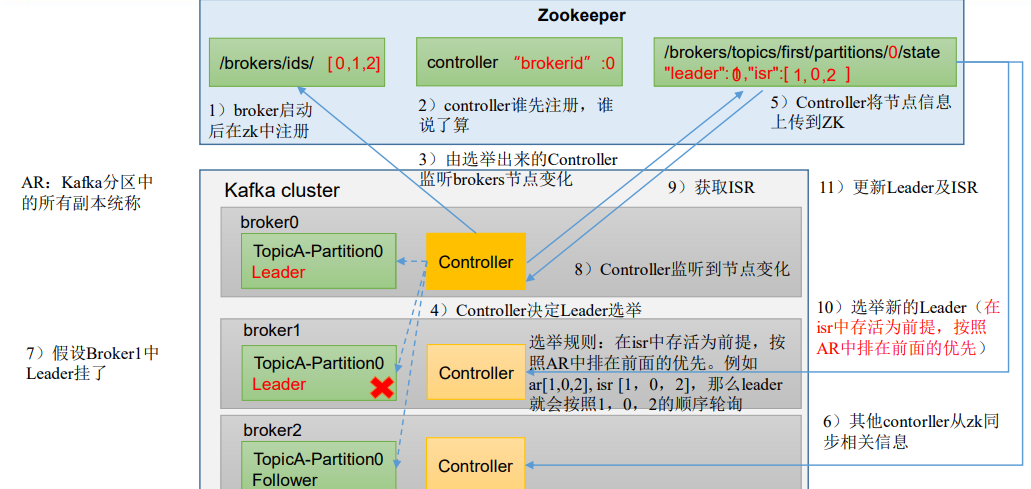 Zookeeper
/brokers/ids/ [0,1,2]
controller “brokerid” :0
/brokers/topics/first/partitions/0/state
"leader": ,"isr":[ 1,0,2 ]
1）broker启动
后在zk中注册
2）controller谁先注册，谁
说了算
5）Controller将节点信息
上传到ZK
3）由选举出来的Controller
监听brokers节点变化
AR：Kafka分区中
的所有副本统称
Kafka cluster
9）获取ISR
11）更新Leader及ISR
broker0
TopicA-Partition0
Leader
Controller
8）Controller监听到节点变化
4）Controller决定Leader选举
10）选举新的Leader（在
isr中存活为前提，按照
AR中排在前面的优先）
7）假设Broker1中
Leader挂了
broker1
TopicA-Partition0
Leader
Controller
选举规则：在isr中存活为前提，按
照AR中排在前面的优先。例如
ar[1,0,2], isr [1，0，2]，那么leader
就会按照1，0，2的顺序轮询
6）其他contorller从zk同
步相关信息
broker2
TopicA-Partition0
Follower
Controller